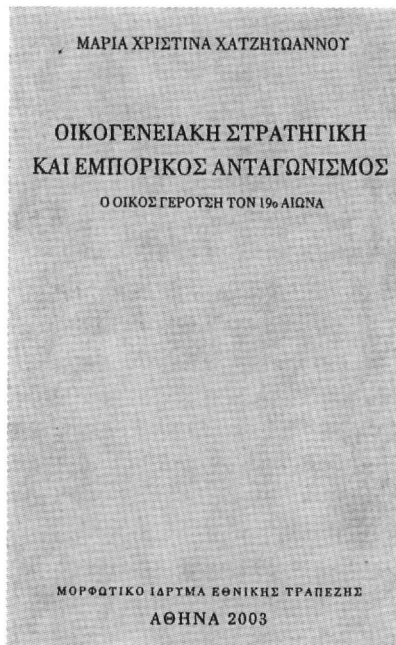 ΜΑΡΙΑ ΧΡΙΣΤΙΝΑ ΧΑΤΖΗΙΩΑΝΝΟΥ
ΟΙΚΟΓΕΝΕΙΑΚΗ ΣΤΡΑΤΗΓΙΚΗ
ΚΑΙ ΕΜΠΟΡΙΚΟΣ ΑΝΤΑΓΩΝΙΣΜΟΣ
Ο ΟΙΚΟΣ ΓΕΡΟΥΣΗ ΤΟΝ 19ο ΑΙΩΝΑ
ΜΟΡΦΩΤΙΚΟ ΙΔΡΥΜΑ ΕΘΝΙΚΗΣ ΤΡΑΠΕΖΗΣ
ΑΘΗΝΑ 2003